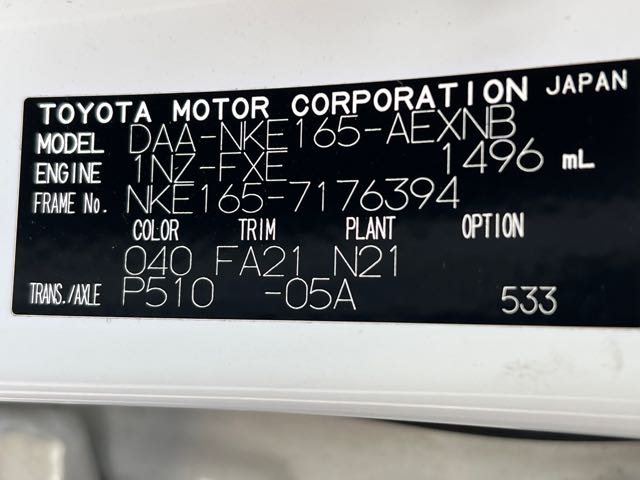 TOYOTA MOTOR CORPORATION JAPAN
MODEL DAA-NKE165-AEXNB
ENGINE 1NZ-FXE 1496 mL
FRAME No. NKE165-7176394
COLOR TRIM PLANT OPTION
040 FA21 N21
TRANS./AXLE P510 -05A 533